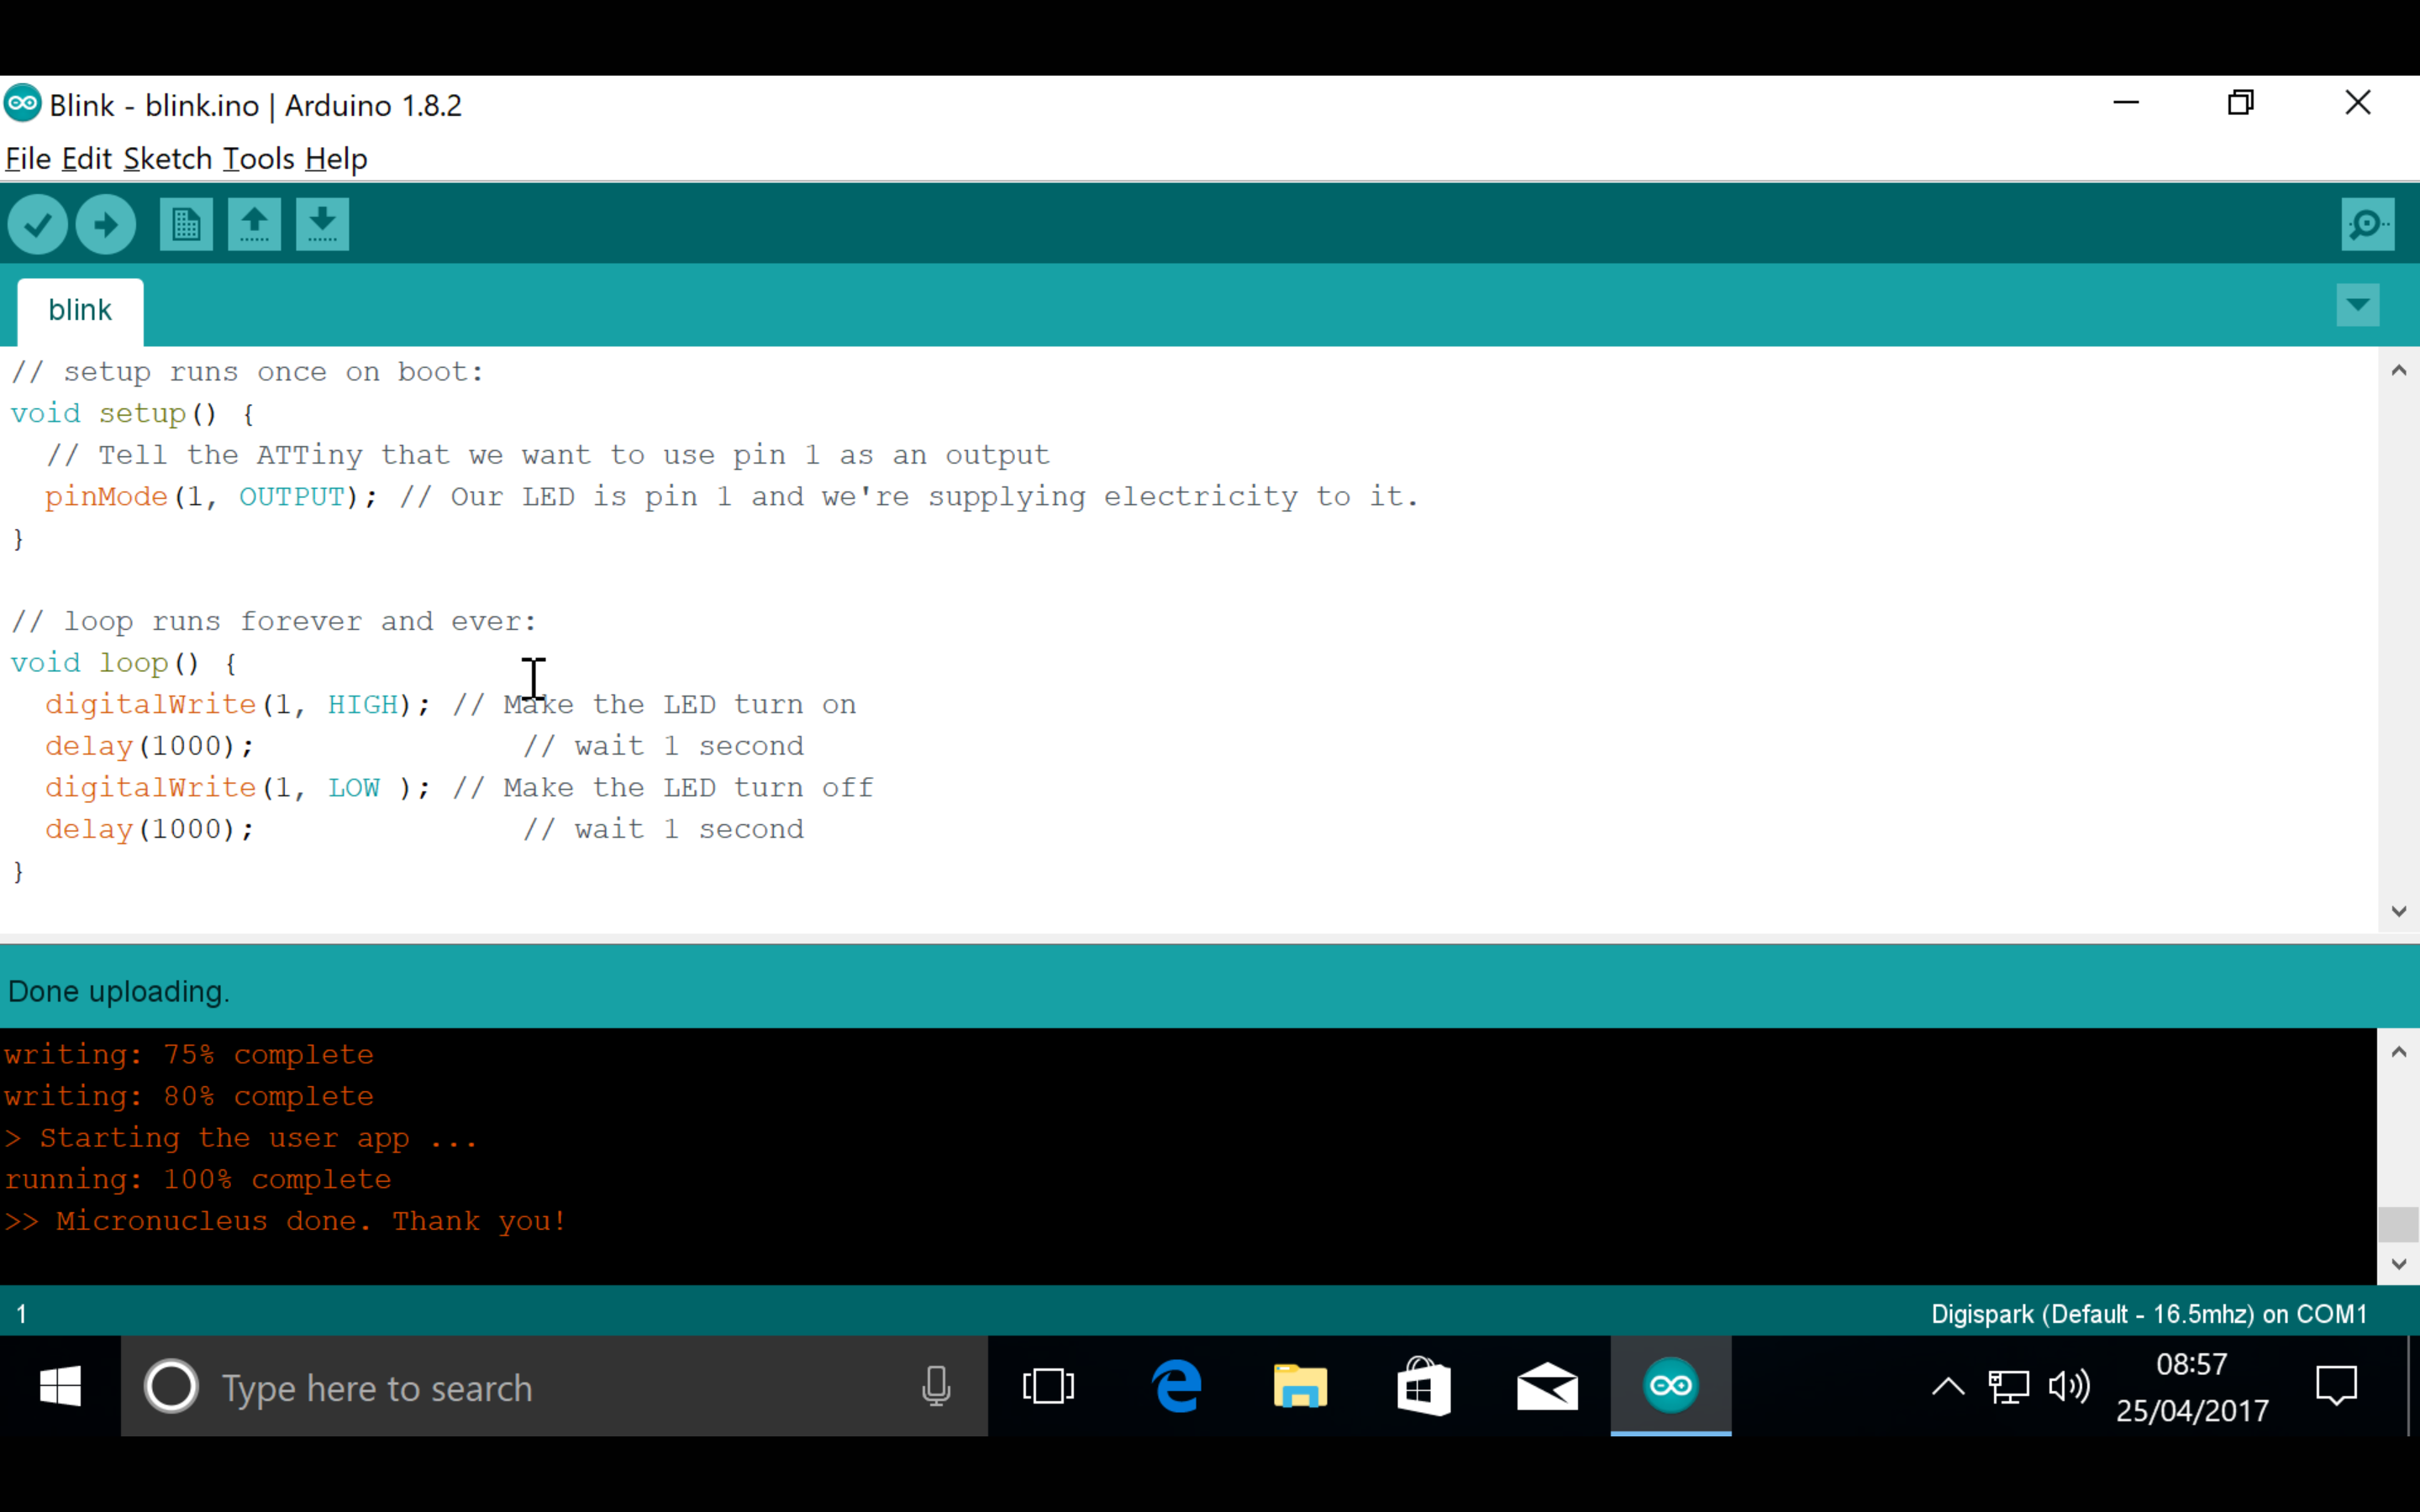 Blink - blink.ino | Arduino 1.8.2
File Edit Sketch Tools Help
blink
// setup runs once on boot:
void setup() {
  // Tell the ATTiny that we want to use pin 1 as an output
  pinMode(1, OUTPUT); // Our LED is pin 1 and we're supplying electricity to it.
}
// loop runs forever and ever:
void loop() {
  digitalWrite(1, HIGH); // Make the LED turn on
  delay(1000);               // wait 1 second
  digitalWrite(1, LOW ); // Make the LED turn off
  delay(1000);               // wait 1 second
}
Done uploading.
writing: 75% complete
writing: 80% complete
> Starting the user app ...
running: 100% complete
>> Micronucleus done. Thank you!
1
Digispark (Default - 16.5mhz) on COM1
Type here to search
08:57
25/04/2017